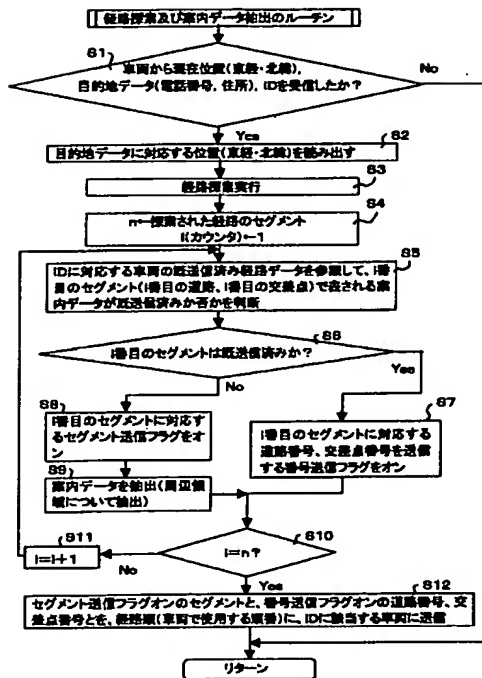 経路探索及び案内データ抽出のルーチン
S1
車両から現在位置(東経・北緯),
目的地データ(電話番号,住所),IDを受信したか?
No
Yes
S2
目的地データに対応する位置(東経・北緯)を読み出す
S3
経路探索実行
S4
n←探索された経路のセグメント
i(カウンタ)←1
S5
IDに対応する車両の既送信済み経路データを参照して、i番
目のセグメント(i番目の道路、i番目の交差点)で表される案
内データが既送信済みか否かを判断
S6
i番目のセグメントは既送信済みか?
No
Yes
S8
i番目のセグメントに対応す
るセグメント送信フラグをオ
ン
S7
i番目のセグメントに対応する
道路番号、交差点番号を送信
する番号送信フラグをオン
S9
案内データを抽出(周辺領
域について抽出)
S11
i=i+1
S10
i=n?
No
Yes
S12
セグメント送信フラグオンのセグメントと、番号送信フラグオンの道路番号、交
差点番号とを、経路順(車両で使用する順番)に、IDに該当する車両に送信
リターン